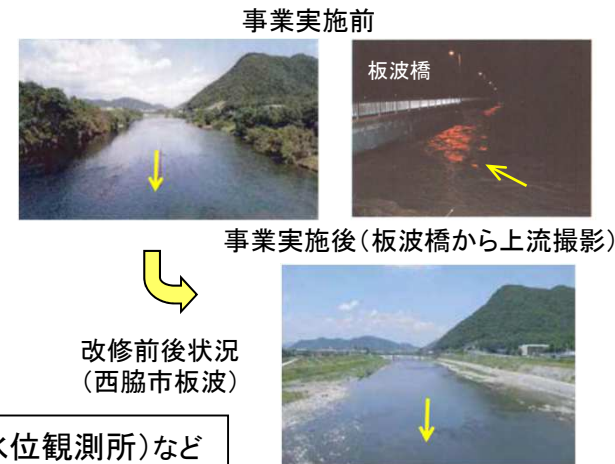 事業実施前
板波橋
事業実施後(板波橋から上流撮影)
改修前後状況
(西脇市板波)
水位観測所)など